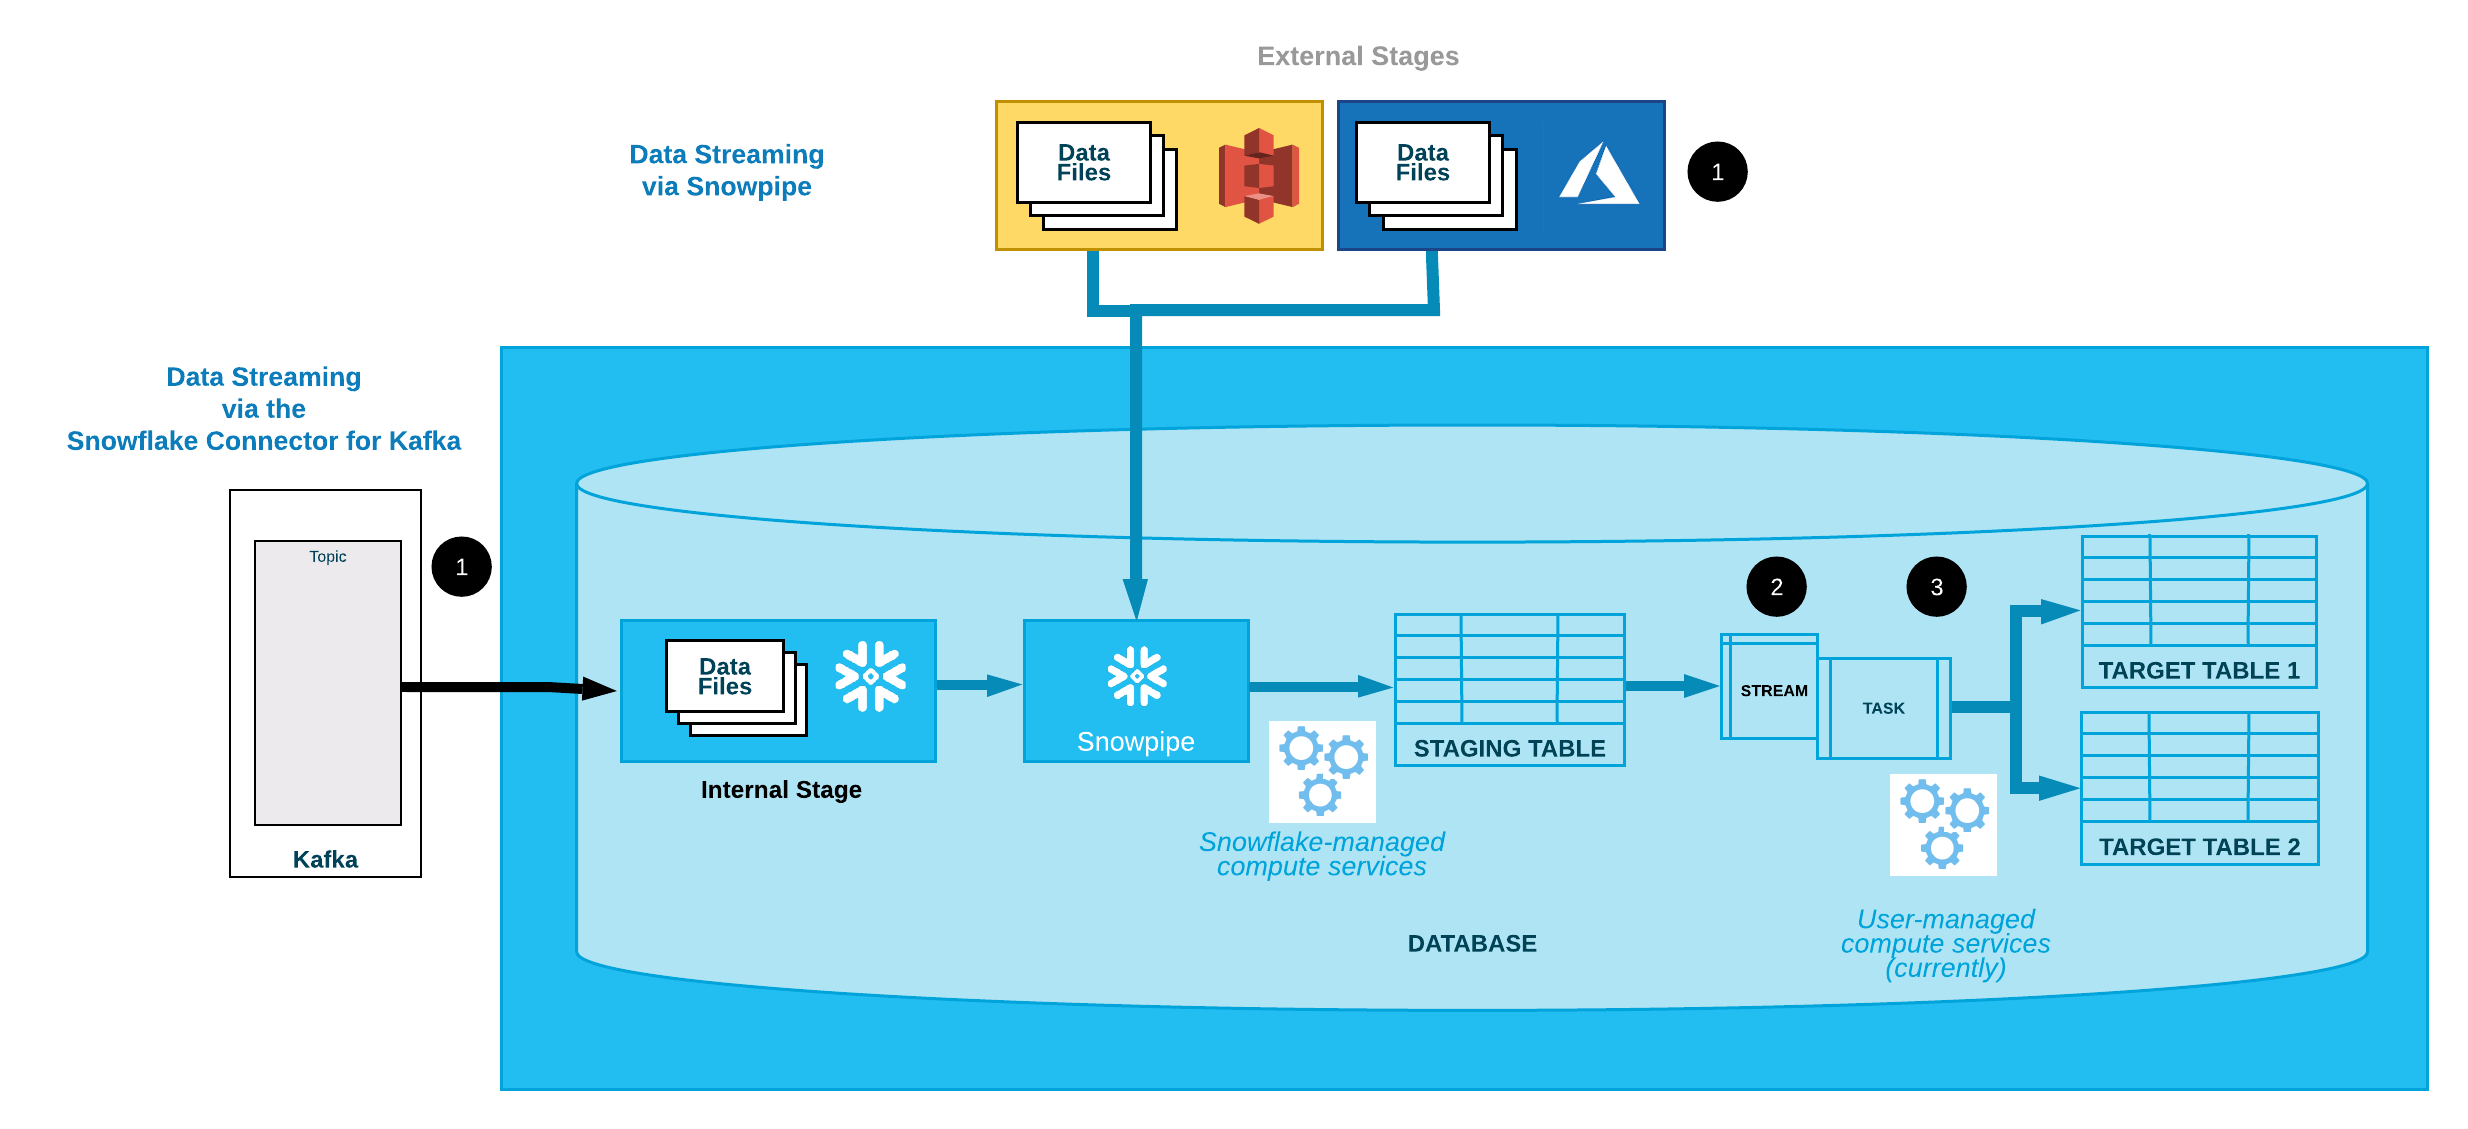 External Stages
Data Streaming
via Snowpipe
Data
Files
Data
Files
1
Data Streaming
via the
Snowflake Connector for Kafka
Topic
Kafka
1
Data
Files
Internal Stage
Snowpipe
Snowflake-managed
compute services
STAGING TABLE
2
STREAM
3
TASK
User-managed
compute services
(currently)
TARGET TABLE 1
TARGET TABLE 2
DATABASE